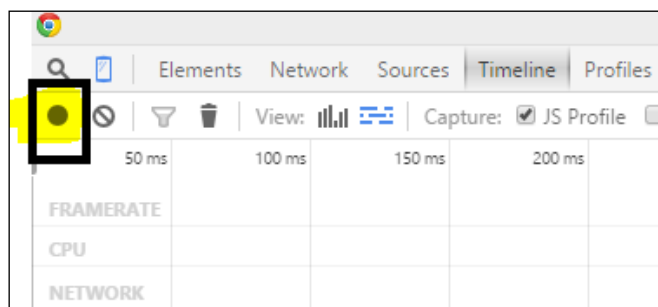 Elements Network Sources Timeline Profiles
View: Capture: JS Profile
50 ms 100 ms 150 ms 200 ms
FRAMERATE
CPU
NETWORK